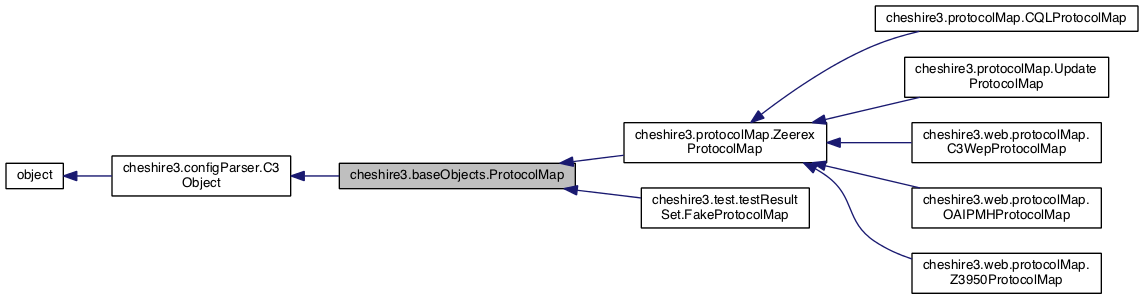 object
cheshire3.configParser.C3
Object
cheshire3.baseObjects.ProtocolMap
cheshire3.protocolMap.Zeerex
ProtocolMap
cheshire3.test.testResult
Set.FakeProtocolMap
cheshire3.protocolMap.CQLProtocolMap
cheshire3.protocolMap.Update
ProtocolMap
cheshire3.web.protocolMap.
C3WepProtocolMap
cheshire3.web.protocolMap.
OAIPMHProtocolMap
cheshire3.web.protocolMap.
Z3950ProtocolMap